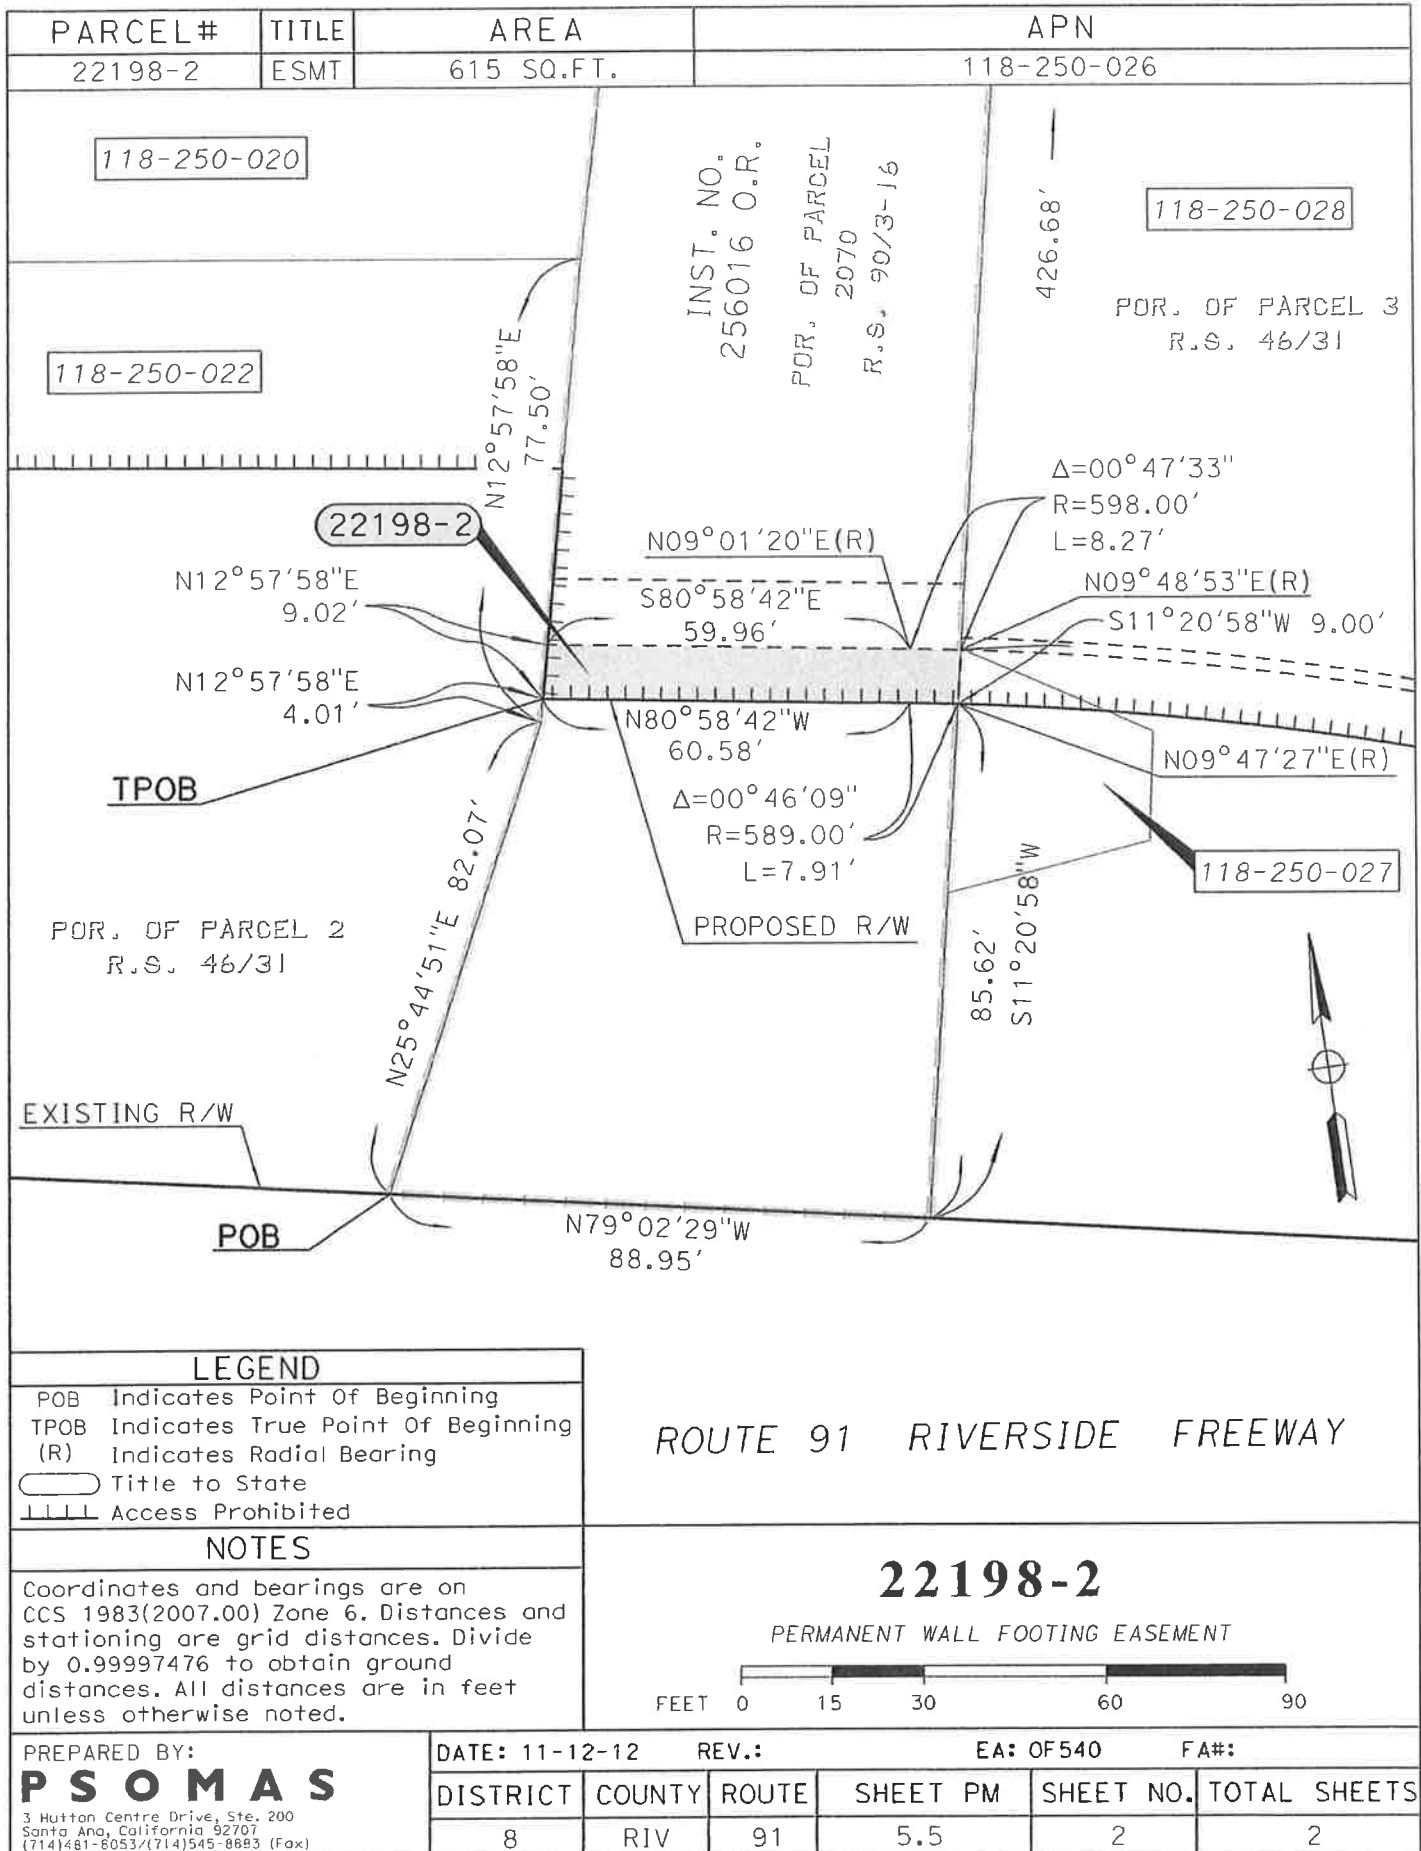 PARCEL# TITLE AREA APN
22198-2 ESMT 615 SQ.FT. 118-250-026
118-250-020
INST. NO.
256016 O.R.
POR. OF PARCEL
2070
R.S. 90/3-16
426.68'
118-250-028
POR. OF PARCEL 3
R.S. 46/31
118-250-022
N12°57'58"E
77.50'
22198-2
Δ=00°47'33"
R=598.00'
L=8.27'
N09°01'20"E(R)
N12°57'58"E
9.02'
S80°58'42"E
59.96'
N09°48'53"E(R)
S11°20'58"W 9.00'
N12°57'58"E
4.01'
N80°58'42"W
60.58'
TPOB
N09°47'27"E(R)
Δ=00°46'09"
R=589.00'
L=7.91'
118-250-027
N25°44'51"E 82.07'
PROPOSED R/W
85.62'
S11°20'58"W
POR. OF PARCEL 2
R.S. 46/31
EXISTING R/W
POB
N79°02'29"W
88.95'
LEGEND
POB Indicates Point Of Beginning
TPOB Indicates True Point Of Beginning
(R) Indicates Radial Bearing
Title to State
Access Prohibited
ROUTE 91 RIVERSIDE FREEWAY
NOTES
Coordinates and bearings are on
CCS 1983(2007.00) Zone 6. Distances and
stationing are grid distances. Divide
by 0.99997476 to obtain ground
distances. All distances are in feet
unless otherwise noted.
22198-2
PERMANENT WALL FOOTING EASEMENT
FEET 0 15 30 60 90
PREPARED BY:
PSOMAS
3 Hutton Centre Drive, Ste. 200
Santa Ana, California 92707
(714)481-8053/(714)545-8883 (Fax)
DATE: 11-12-12 REV.: EA: 0F540 FA#:
DISTRICT COUNTY ROUTE SHEET PM SHEET NO. TOTAL SHEETS
8 RIV 91 5.5 2 2